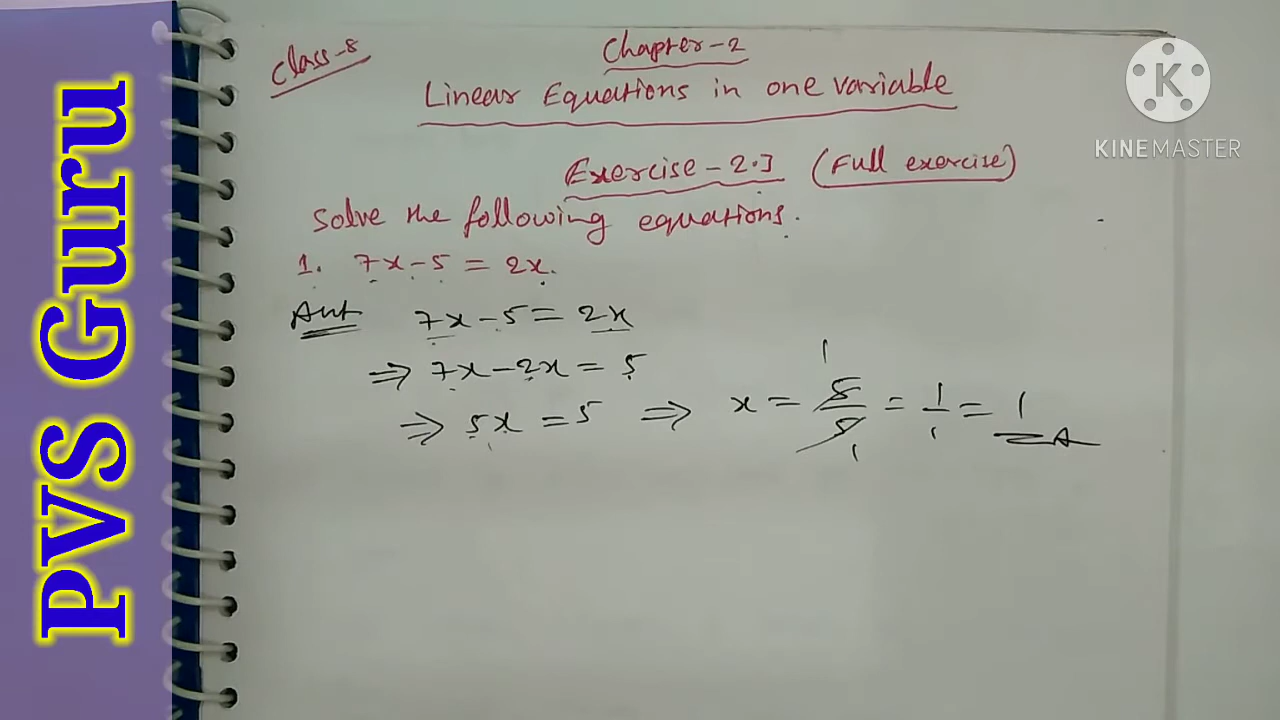 PVS Guru
Class-8
Chapter-2
Linear Equations in one variable
Exercise-2.3 (Full exercise)
Solve the following equations.
1. 7x-5 = 2x.
Ans 7x-5 = 2x
⇒ 7x-2x = 5
⇒ 5x = 5 ⇒ x = 5/5 = 1/1 = 1
K
KINEMASTER